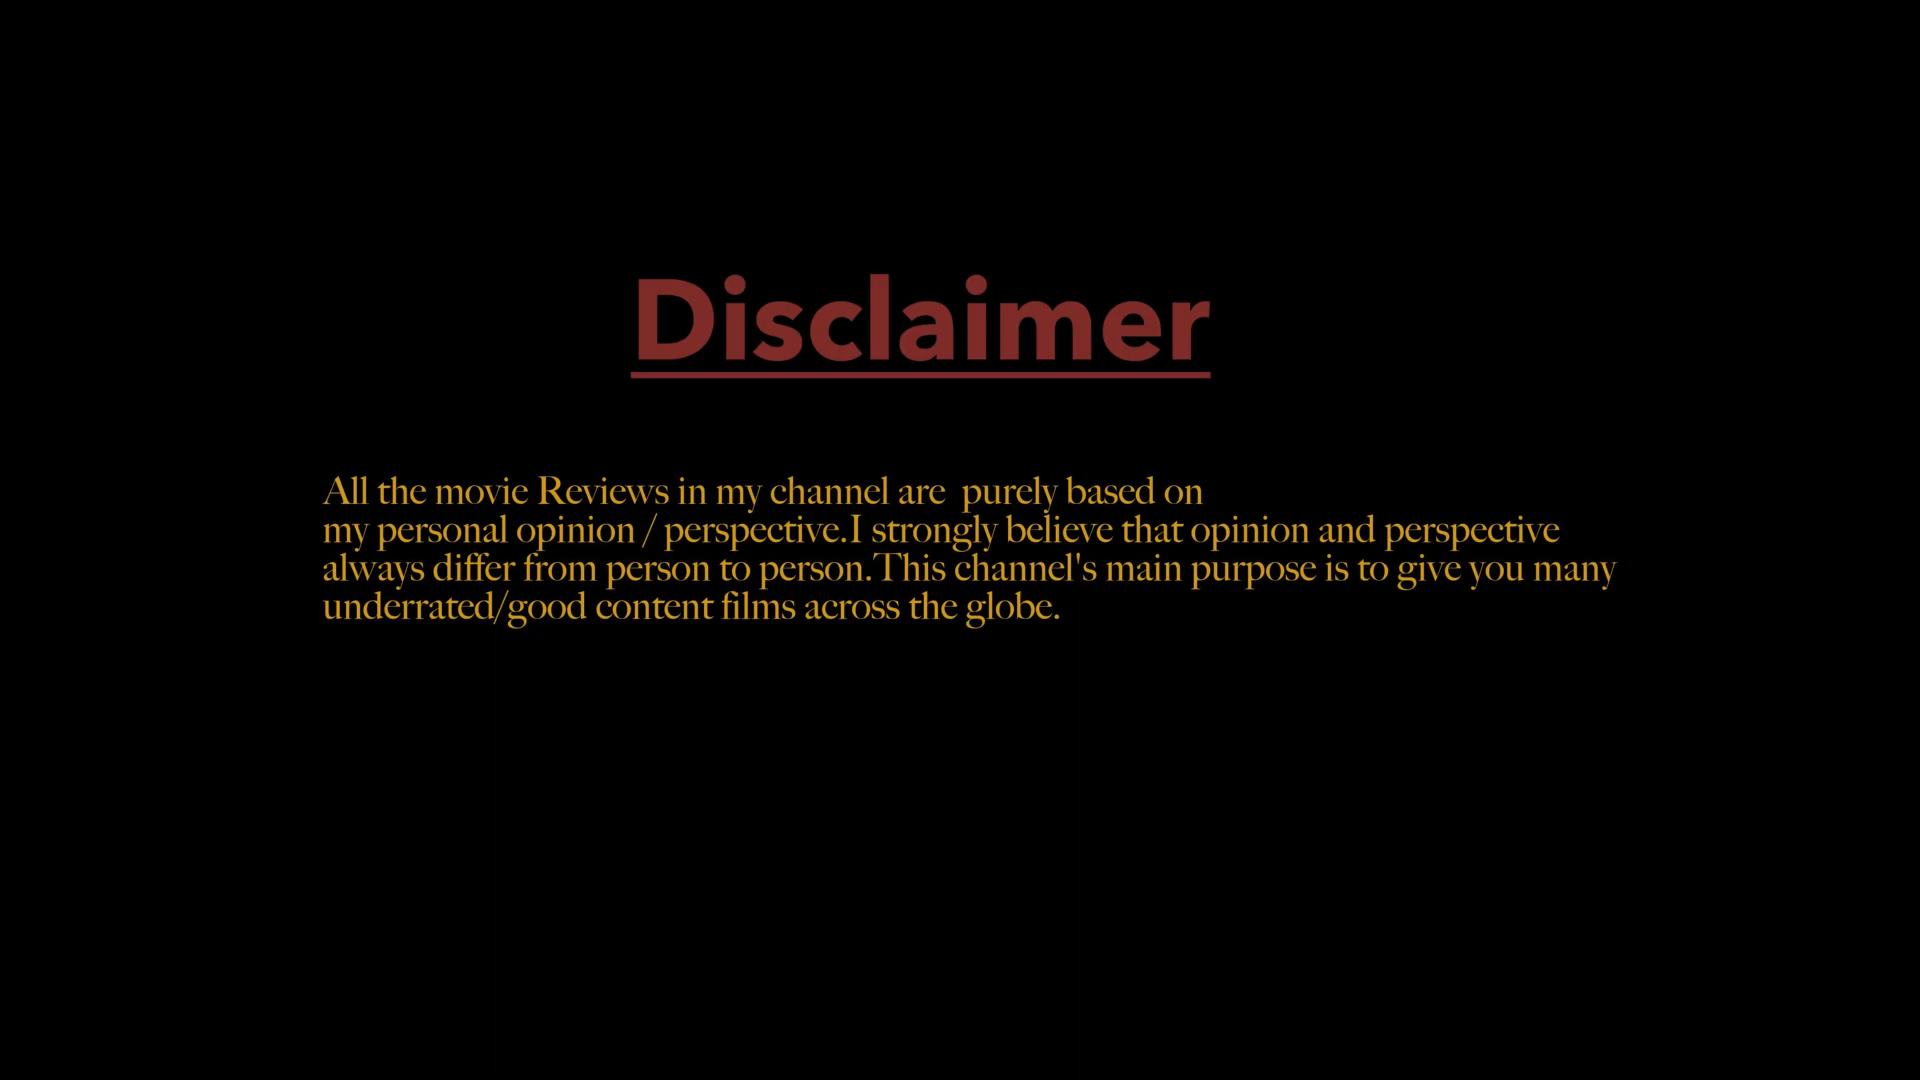 Disclaimer
All the movie Reviews in my channel are  purely based on
my personal opinion / perspective.I strongly believe that opinion and perspective
always differ from person to person.This channel's main purpose is to give you many
underrated/good content films across the globe.